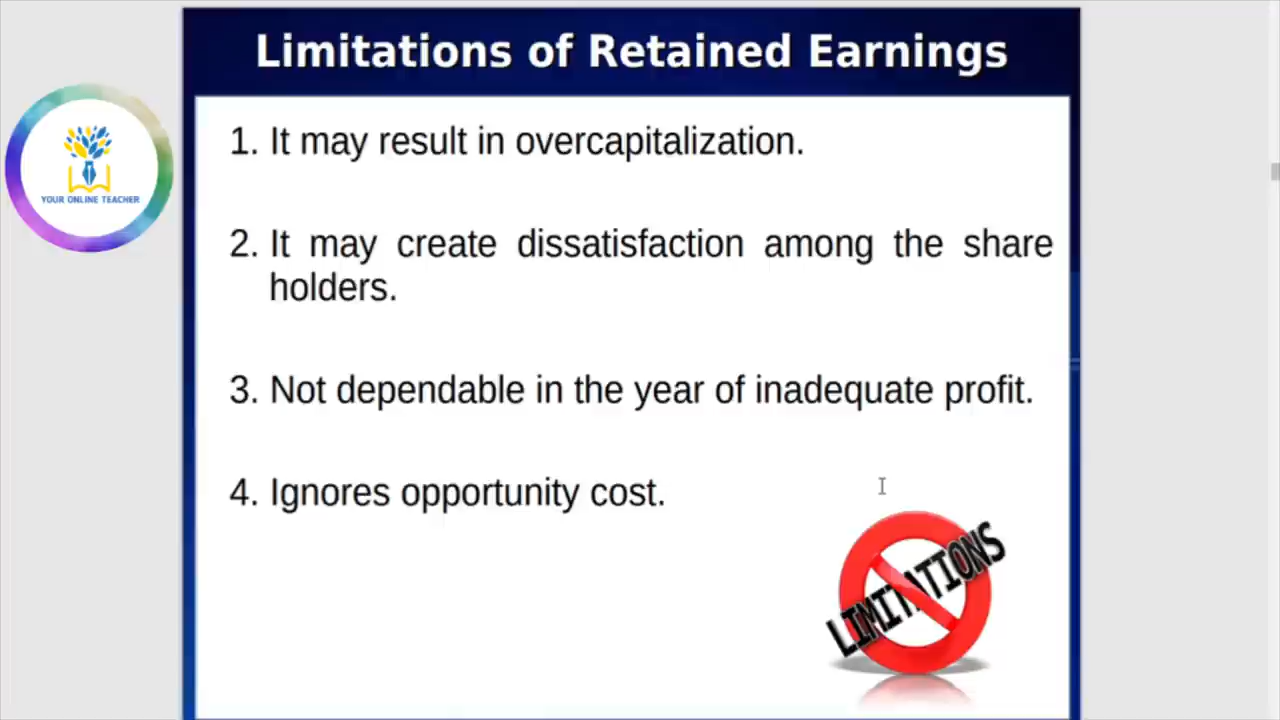 Limitations of Retained Earnings
YOUR ONLINE TEACHER
1. It may result in overcapitalization.
2. It may create dissatisfaction among the share
holders.
3. Not dependable in the year of inadequate profit.
4. Ignores opportunity cost.
LIMITATIONS